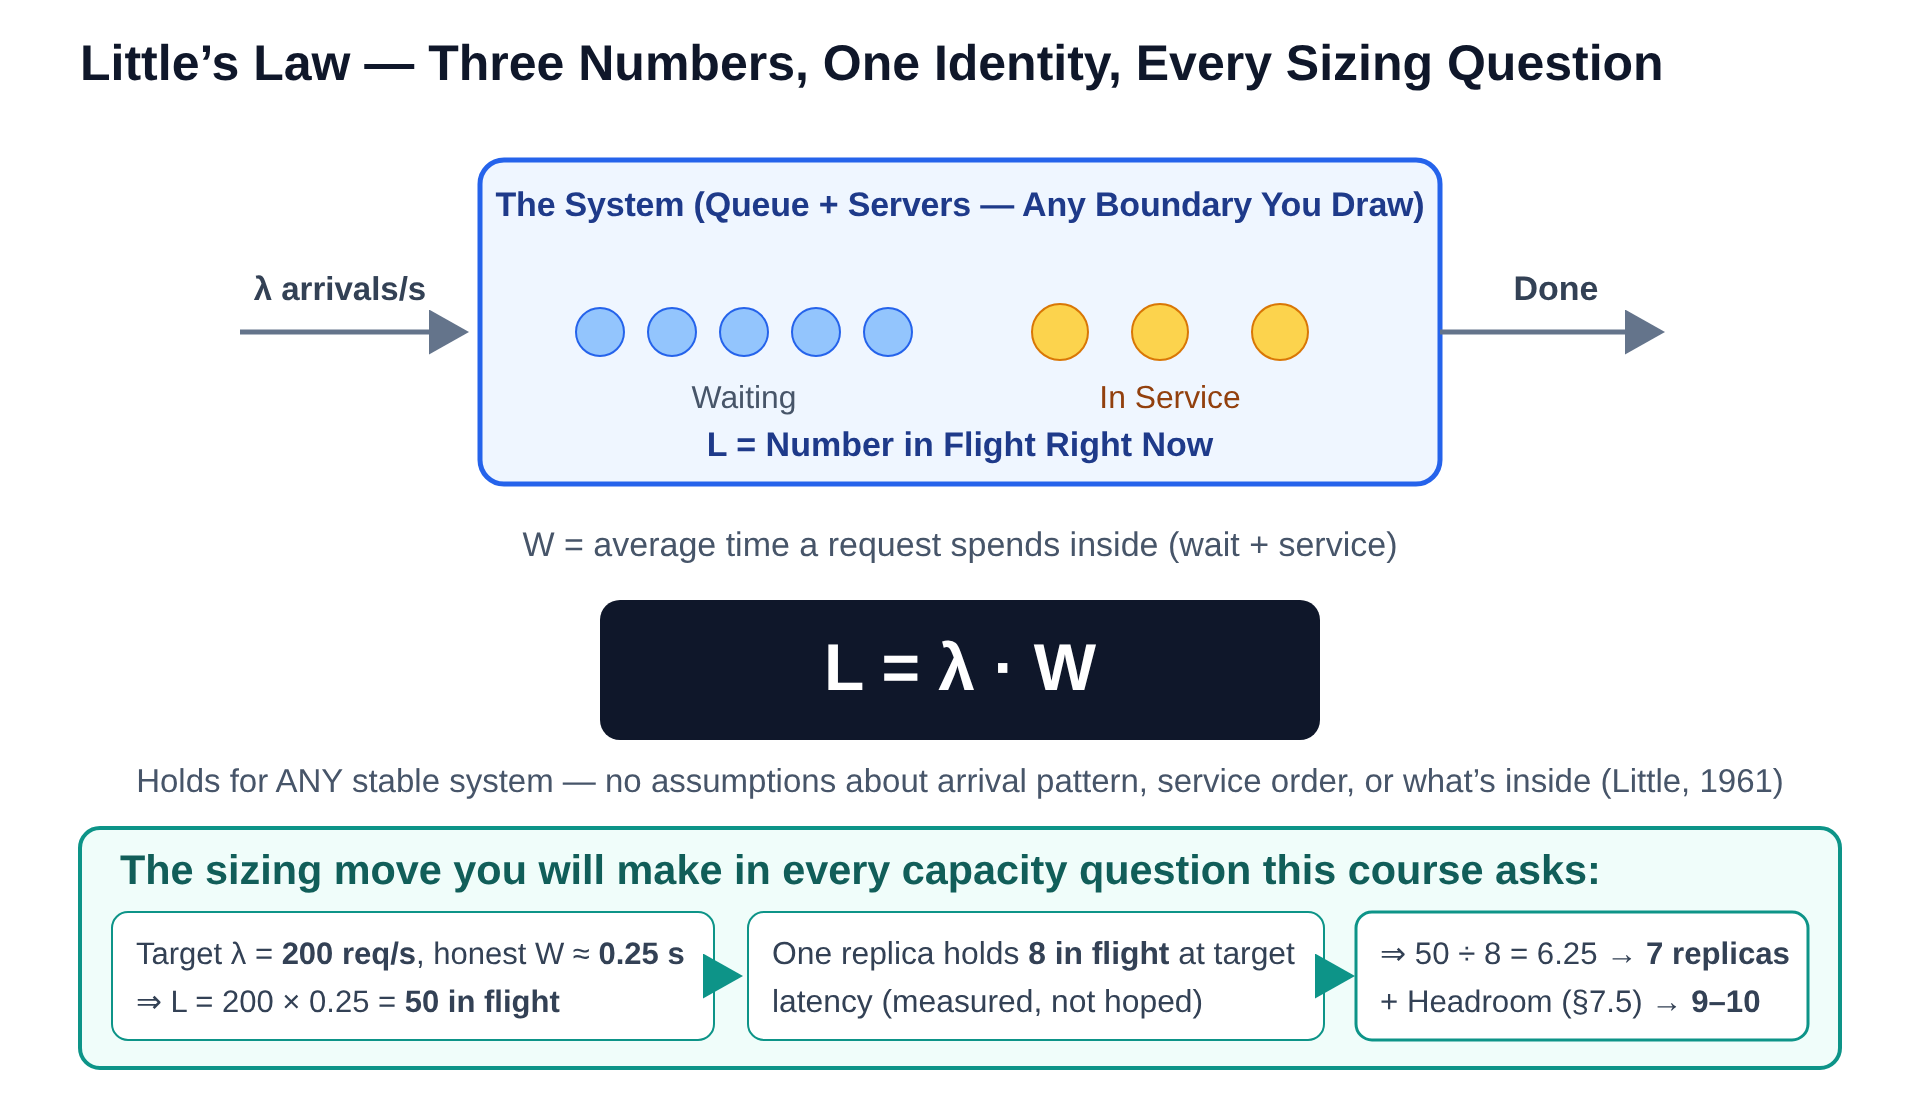 Little’s Law — Three Numbers, One Identity, Every Sizing Question
The System (Queue + Servers — Any Boundary You Draw)
λ arrivals/s
Done
Waiting
In Service
L = Number in Flight Right Now
W = average time a request spends inside (wait + service)
L = λ · W
Holds for ANY stable system — no assumptions about arrival pattern, service order, or what’s inside (Little, 1961)
The sizing move you will make in every capacity question this course asks:
Target λ = 200 req/s, honest W ≈ 0.25 s
⇒ L = 200 × 0.25 = 50 in flight
One replica holds 8 in flight at target
latency (measured, not hoped)
⇒ 50 ÷ 8 = 6.25 → 7 replicas
+ Headroom (§7.5) → 9–10